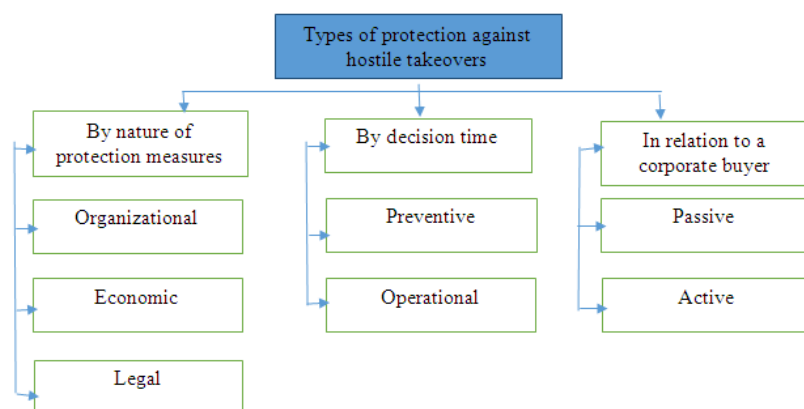 Types of protection against
hostile takeovers
By nature of
protection measures
Organizational
Economic
Legal
By decision time
Preventive
Operational
In relation to a
corporate buyer
Passive
Active